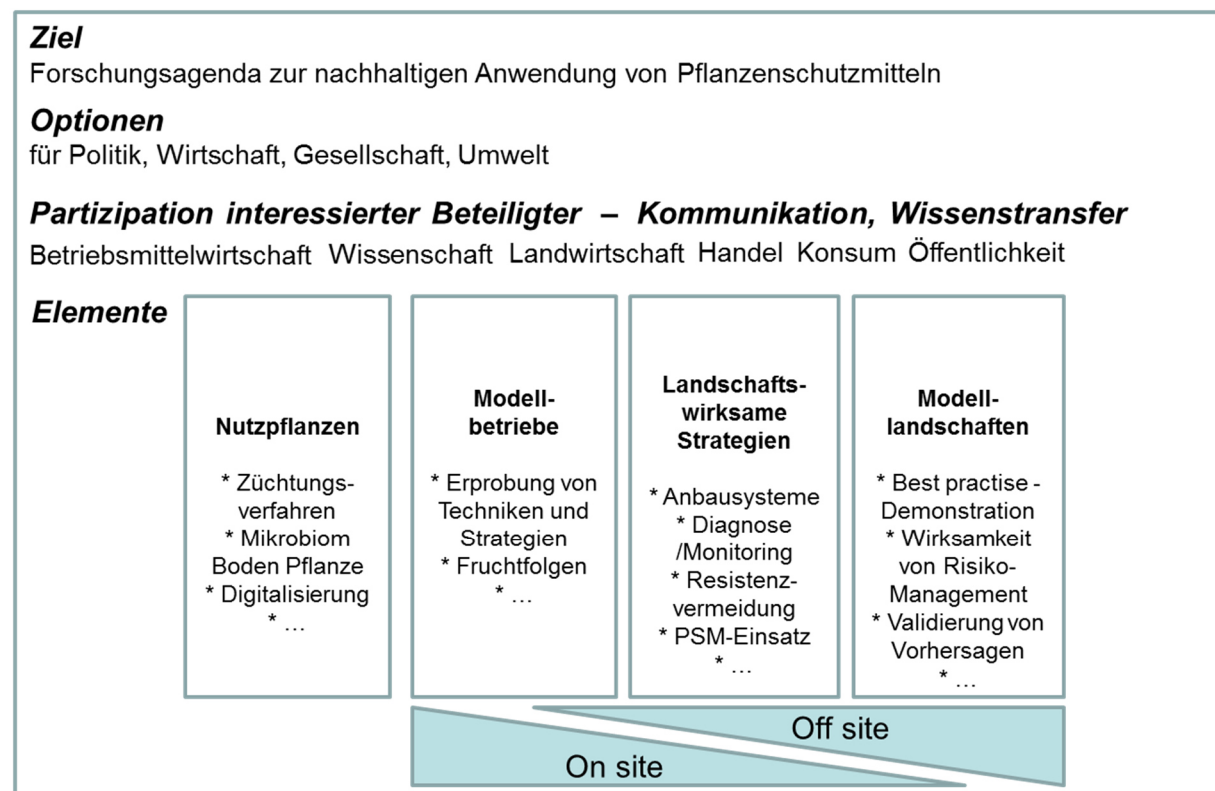 Ziel
Forschungsagenda zur nachhaltigen Anwendung von Pflanzenschutzmitteln
Optionen
für Politik, Wirtschaft, Gesellschaft, Umwelt
Partizipation interessierter Beteiligter – Kommunikation, Wissenstransfer
Betriebsmittelwirtschaft Wissenschaft Landwirtschaft Handel Konsum Öffentlichkeit
Elemente
Nutzpflanzen
* Züchtungs-
verfahren
* Mikrobiom
Boden Pflanze
* Digitalisierung
* …
Modell-
betriebe
* Erprobung von
Techniken und
Strategien
* Fruchtfolgen
* …
Landschafts-
wirksame
Strategien
* Anbausysteme
* Diagnose
/Monitoring
* Resistenz-
vermeidung
* PSM-Einsatz
* …
Modell-
landschaften
* Best practise -
Demonstration
* Wirksamkeit
von Risiko-
Management
* Validierung von
Vorhersagen
* …
Off site
On site